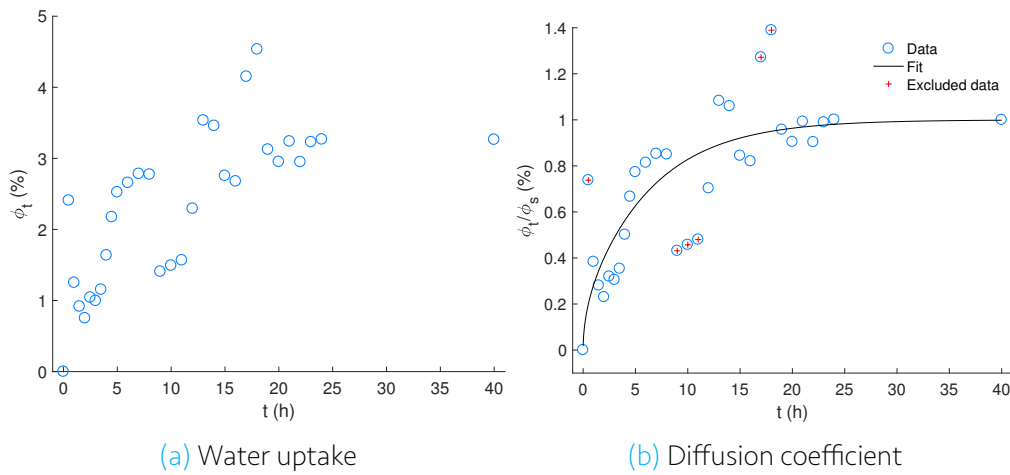 5
4
3
2
1
0
ϕt (%)
0 5 10 15 20 25 30 35 40
t (h)
(a) Water uptake
1.4
1.2
1.0
0.8
0.6
0.4
0.2
0
ϕt/ϕs (%)
Data
Fit
Excluded data
0 5 10 15 20 25 30 35 40
t (h)
(b) Diffusion coefficient